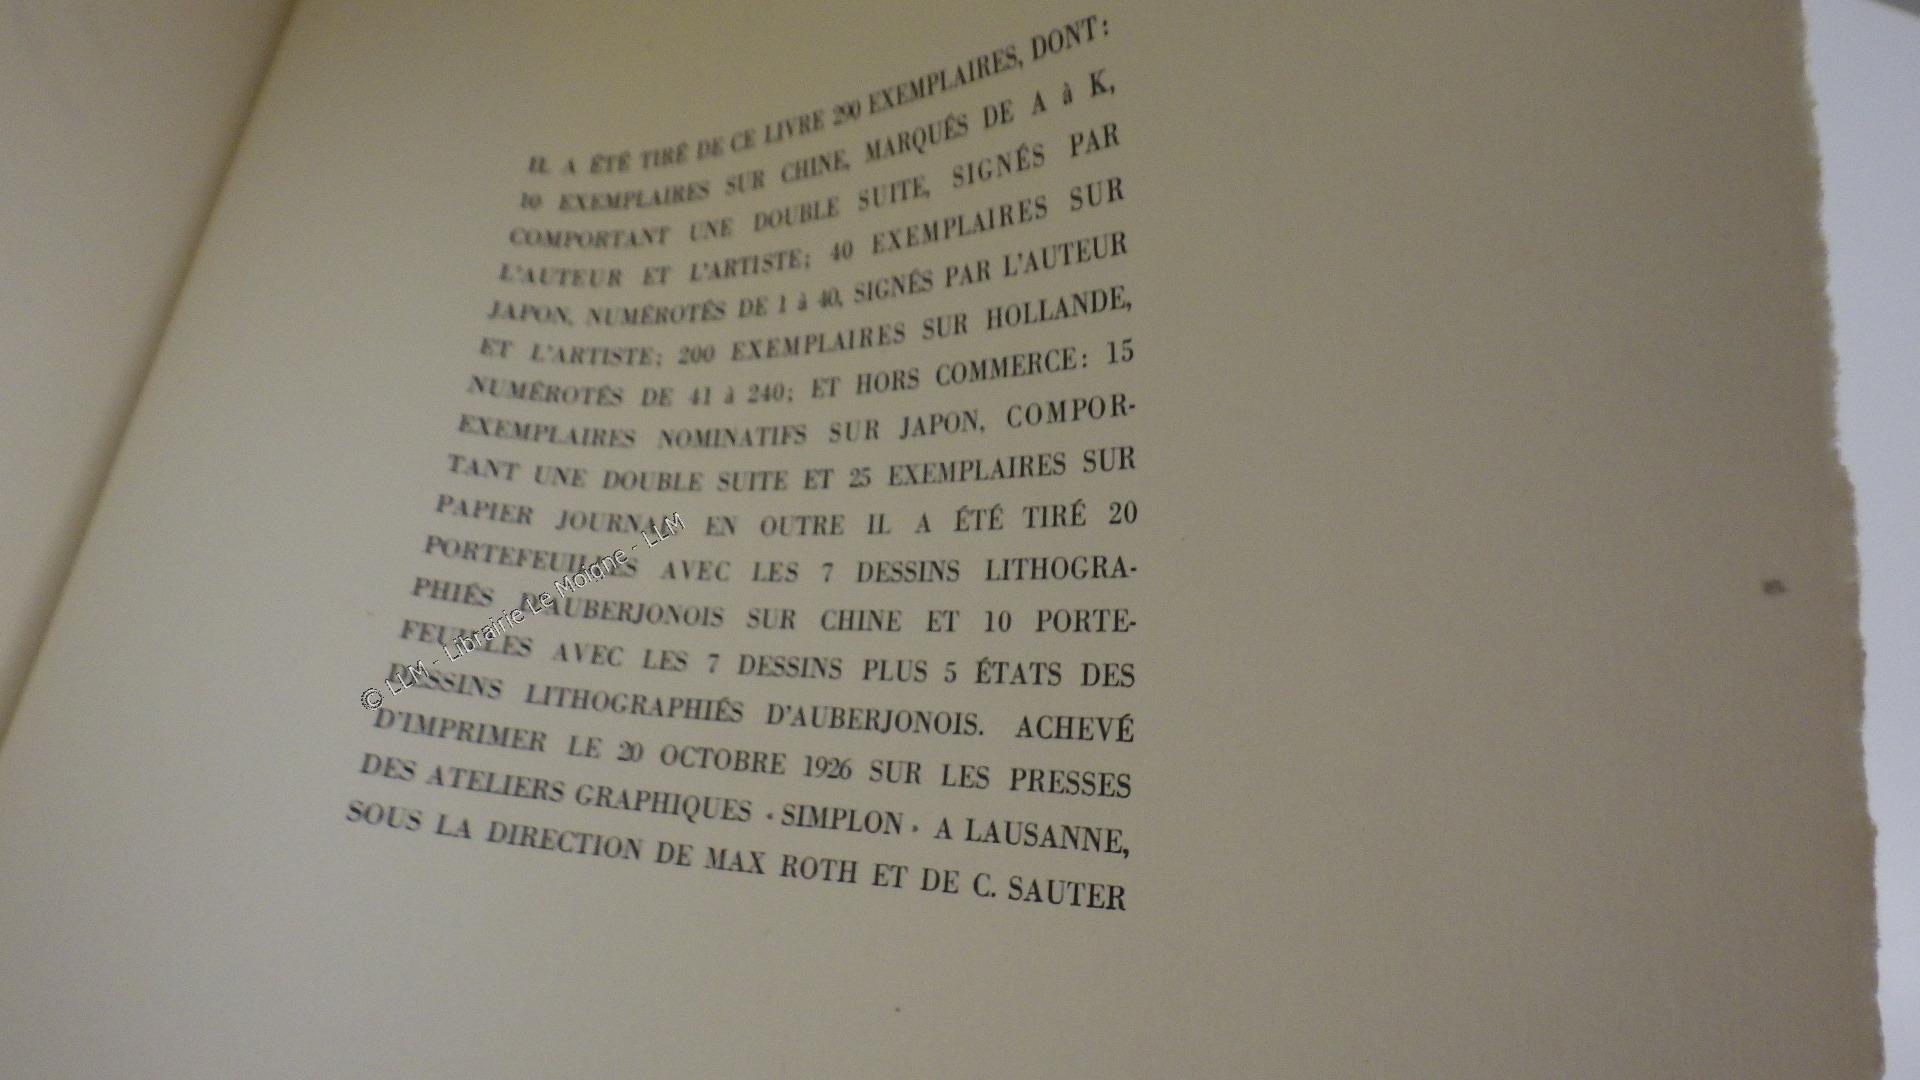 IL A ÉTÉ TIRÉ DE CE LIVRE 290 EXEMPLAIRES, DONT:
10 EXEMPLAIRES SUR CHINE, MARQUÉS DE A à K,
COMPORTANT UNE DOUBLE SUITE, SIGNÉS PAR
L'AUTEUR ET L'ARTISTE; 40 EXEMPLAIRES SUR
JAPON, NUMÉROTÉS DE 1 à 40, SIGNÉS PAR L'AUTEUR
ET L'ARTISTE; 200 EXEMPLAIRES SUR HOLLANDE,
NUMÉROTÉS DE 41 à 240; ET HORS COMMERCE: 15
EXEMPLAIRES NOMINATIFS SUR JAPON, COMPOR-
TANT UNE DOUBLE SUITE ET 25 EXEMPLAIRES SUR
PAPIER JOURNAL EN OUTRE IL A ÉTÉ TIRÉ 20
PORTEFEUILLES AVEC LES 7 DESSINS LITHOGRA-
PHIÉS D'AUBERJONOIS SUR CHINE ET 10 PORTE-
FEUILLES AVEC LES 7 DESSINS PLUS 5 ÉTATS DES
DESSINS LITHOGRAPHIÉS D'AUBERJONOIS. ACHEVÉ
D'IMPRIMER LE 20 OCTOBRE 1926 SUR LES PRESSES
DES ATELIERS GRAPHIQUES «SIMPLON» A LAUSANNE,
SOUS LA DIRECTION DE MAX ROTH ET DE C. SAUTER
© LLM - Librairie Le Moigne - LLM